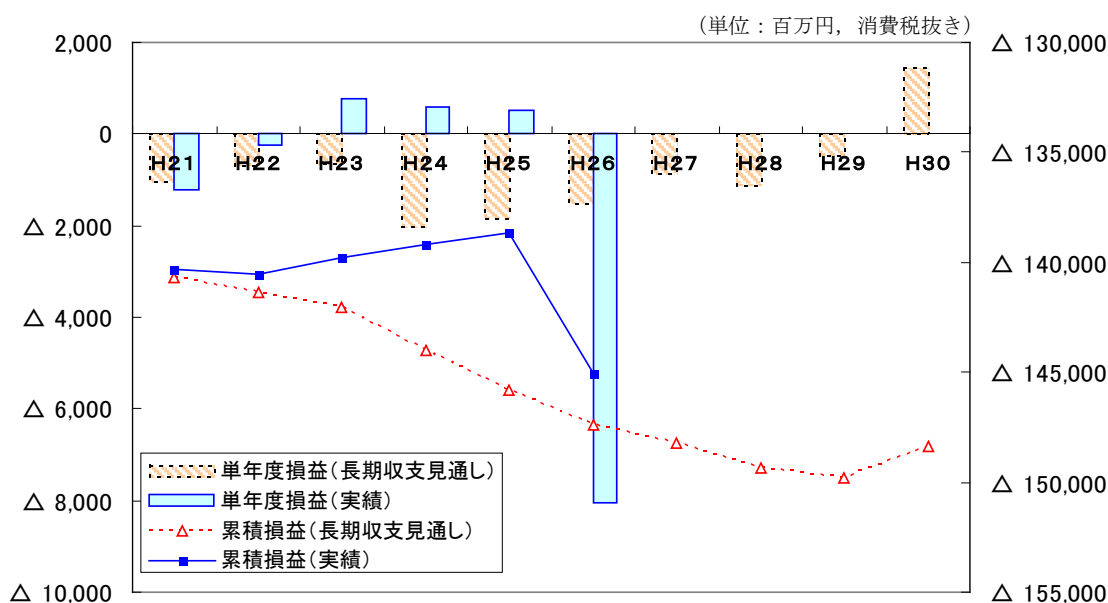 （単位：百万円，消費税抜き）
2,000
0
△ 2,000
△ 4,000
△ 6,000
△ 8,000
△ 10,000
△ 130,000
△ 135,000
△ 140,000
△ 145,000
△ 150,000
△ 155,000
H21 H22 H23 H24 H25 H26 H27 H28 H29 H30
単年度損益（長期収支見通し）
単年度損益（実績）
累積損益（長期収支見通し）
累積損益（実績）